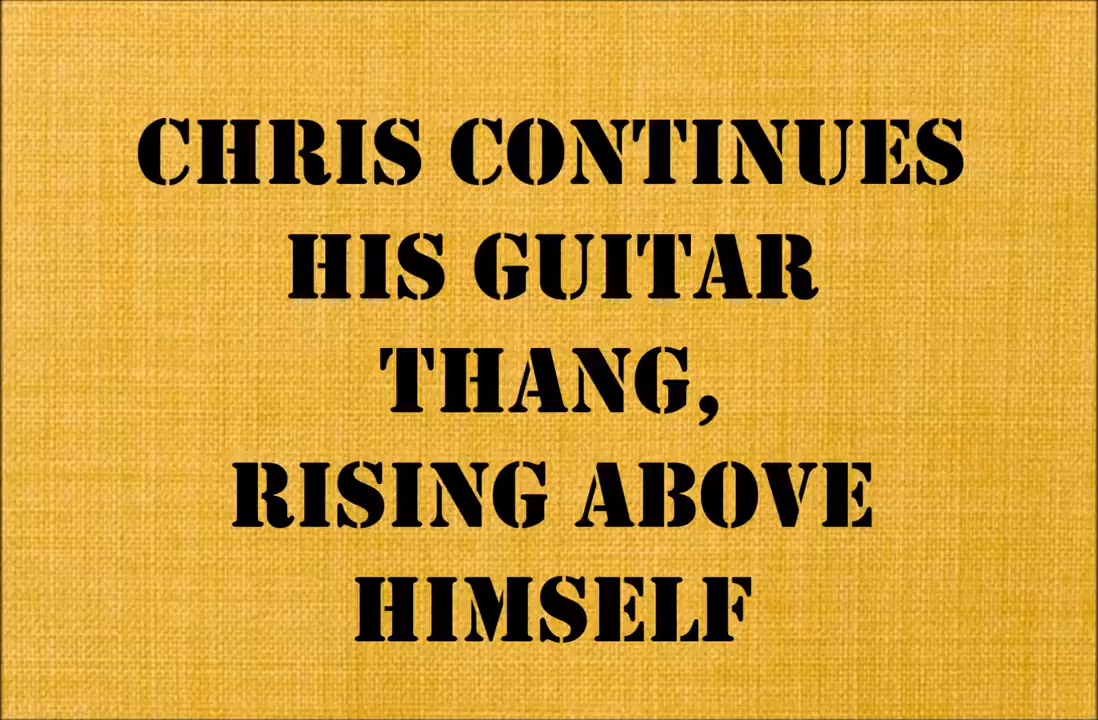 CHRIS CONTINUES
HIS GUITAR
THANG,
RISING ABOVE
HIMSELF